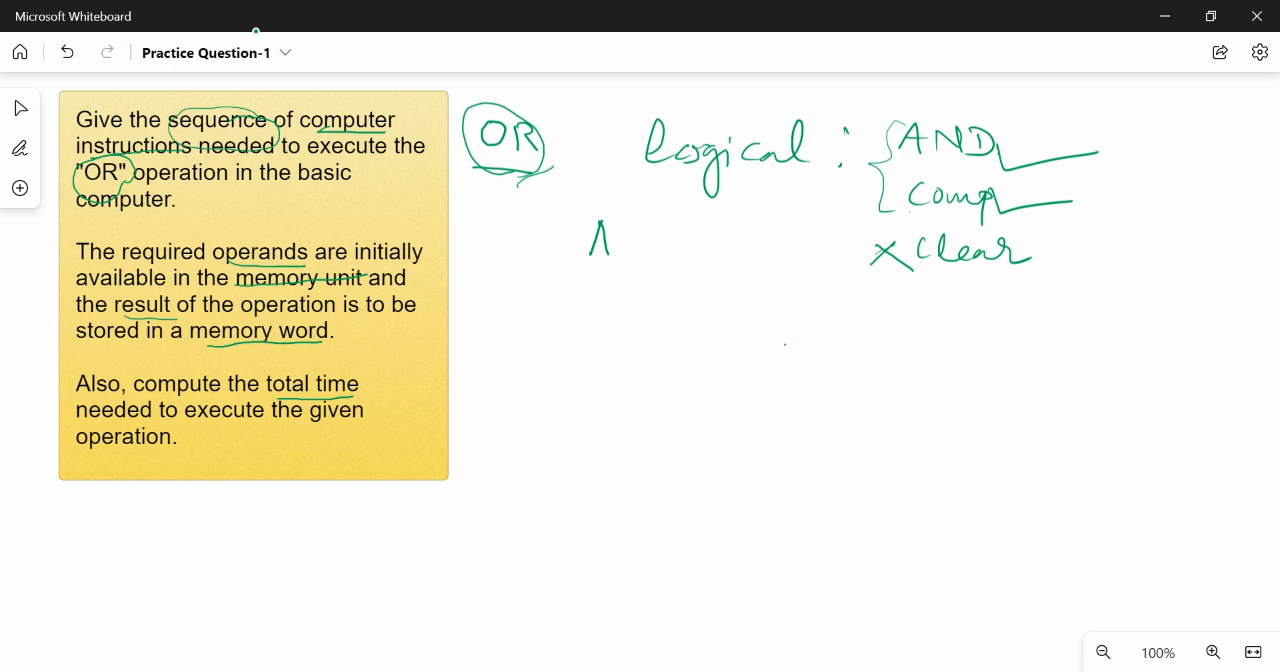 Microsoft Whiteboard
Practice Question-1
Give the sequence of computer
instructions needed to execute the
"OR" operation in the basic
computer.
The required operands are initially
available in the memory unit and
the result of the operation is to be
stored in a memory word.
Also, compute the total time
needed to execute the given
operation.
OR
Logical : AND
Comp
Clear
100%